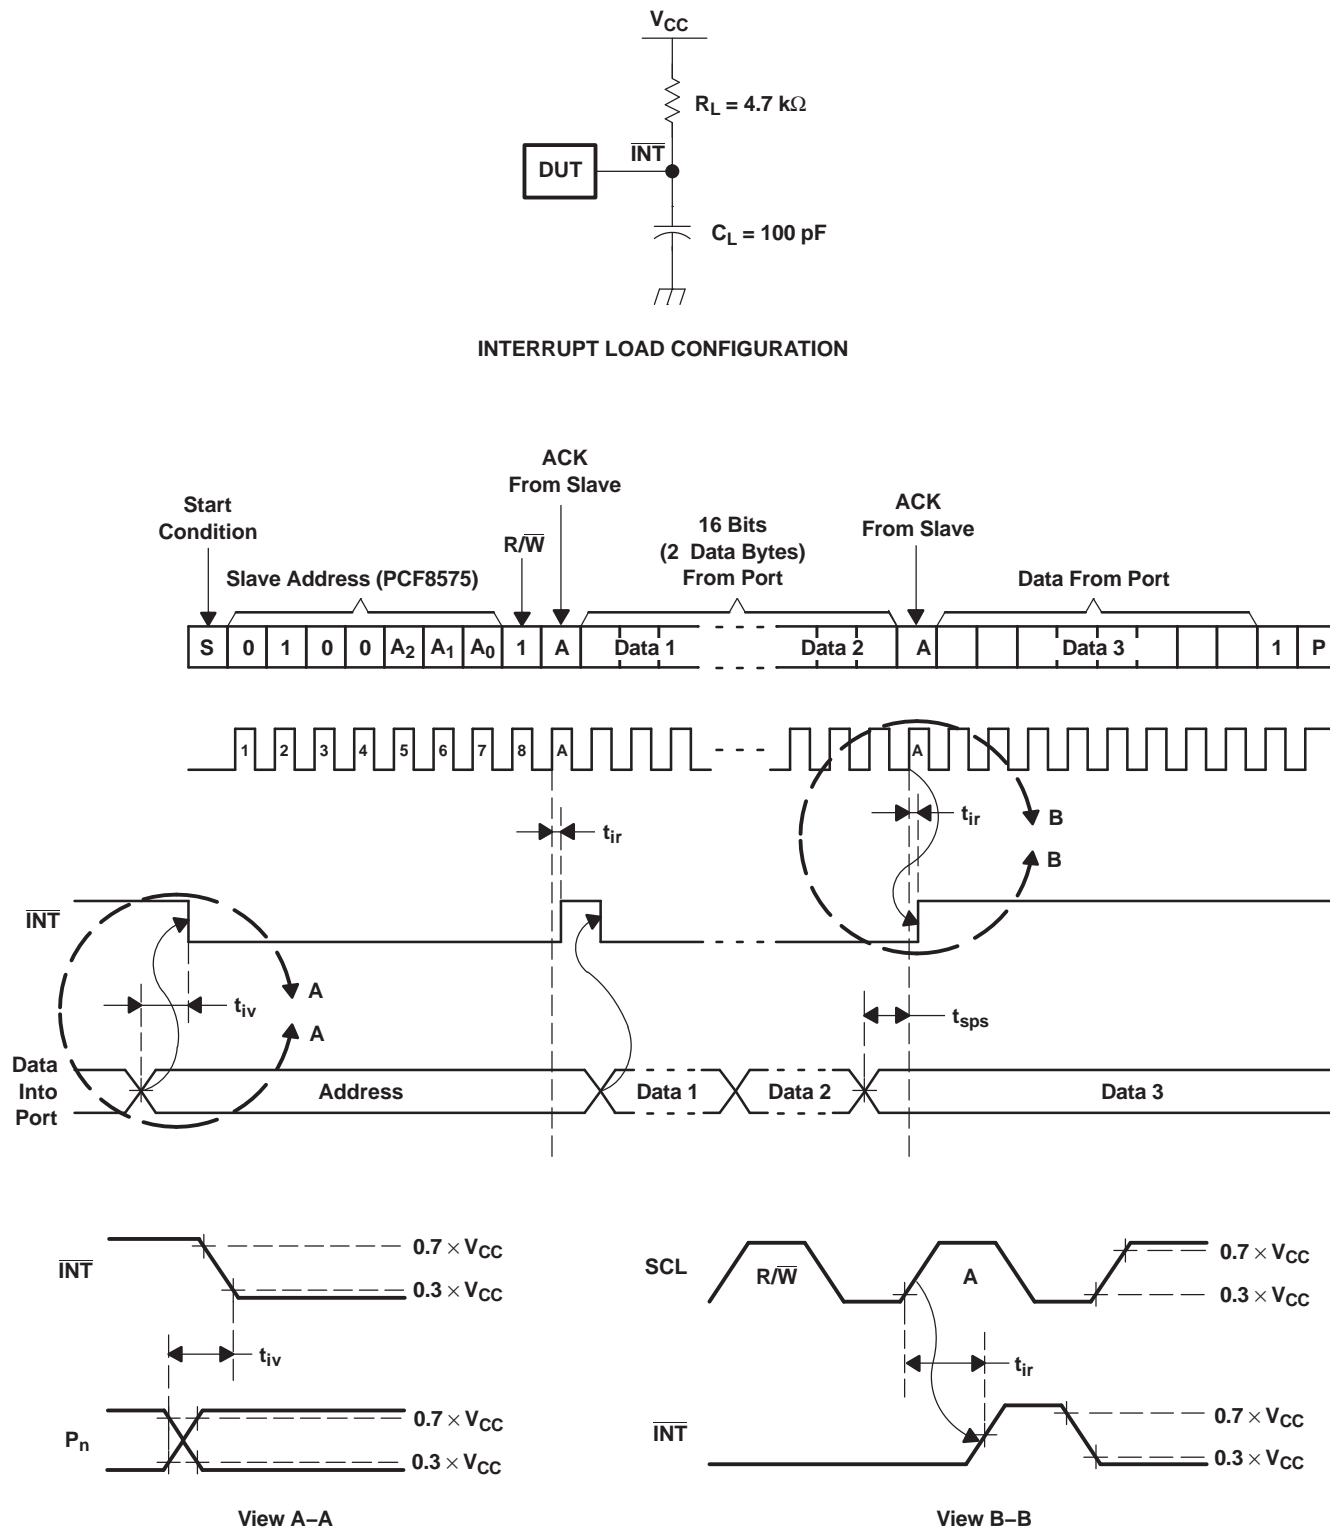 VCC
RL = 4.7 kΩ
INT
DUT
CL = 100 pF
INTERRUPT LOAD CONFIGURATION
Start
Condition
ACK
From Slave
R/W
16 Bits
(2 Data Bytes)
From Port
ACK
From Slave
Slave Address (PCF8575)
Data From Port
S 0 1 0 0 A2 A1 A0 1 A Data 1 Data 2 A Data 3 1 P
1 2 3 4 5 6 7 8 A A
tir
tir
B
B
INT
tiv
A
A
tsps
Data
Into
Port
Address
Data 1
Data 2
Data 3
INT
0.7 × VCC
0.3 × VCC
tiv
Pn
0.7 × VCC
0.3 × VCC
View A–A
SCL
R/W
A
0.7 × VCC
0.3 × VCC
tir
INT
0.7 × VCC
0.3 × VCC
View B–B